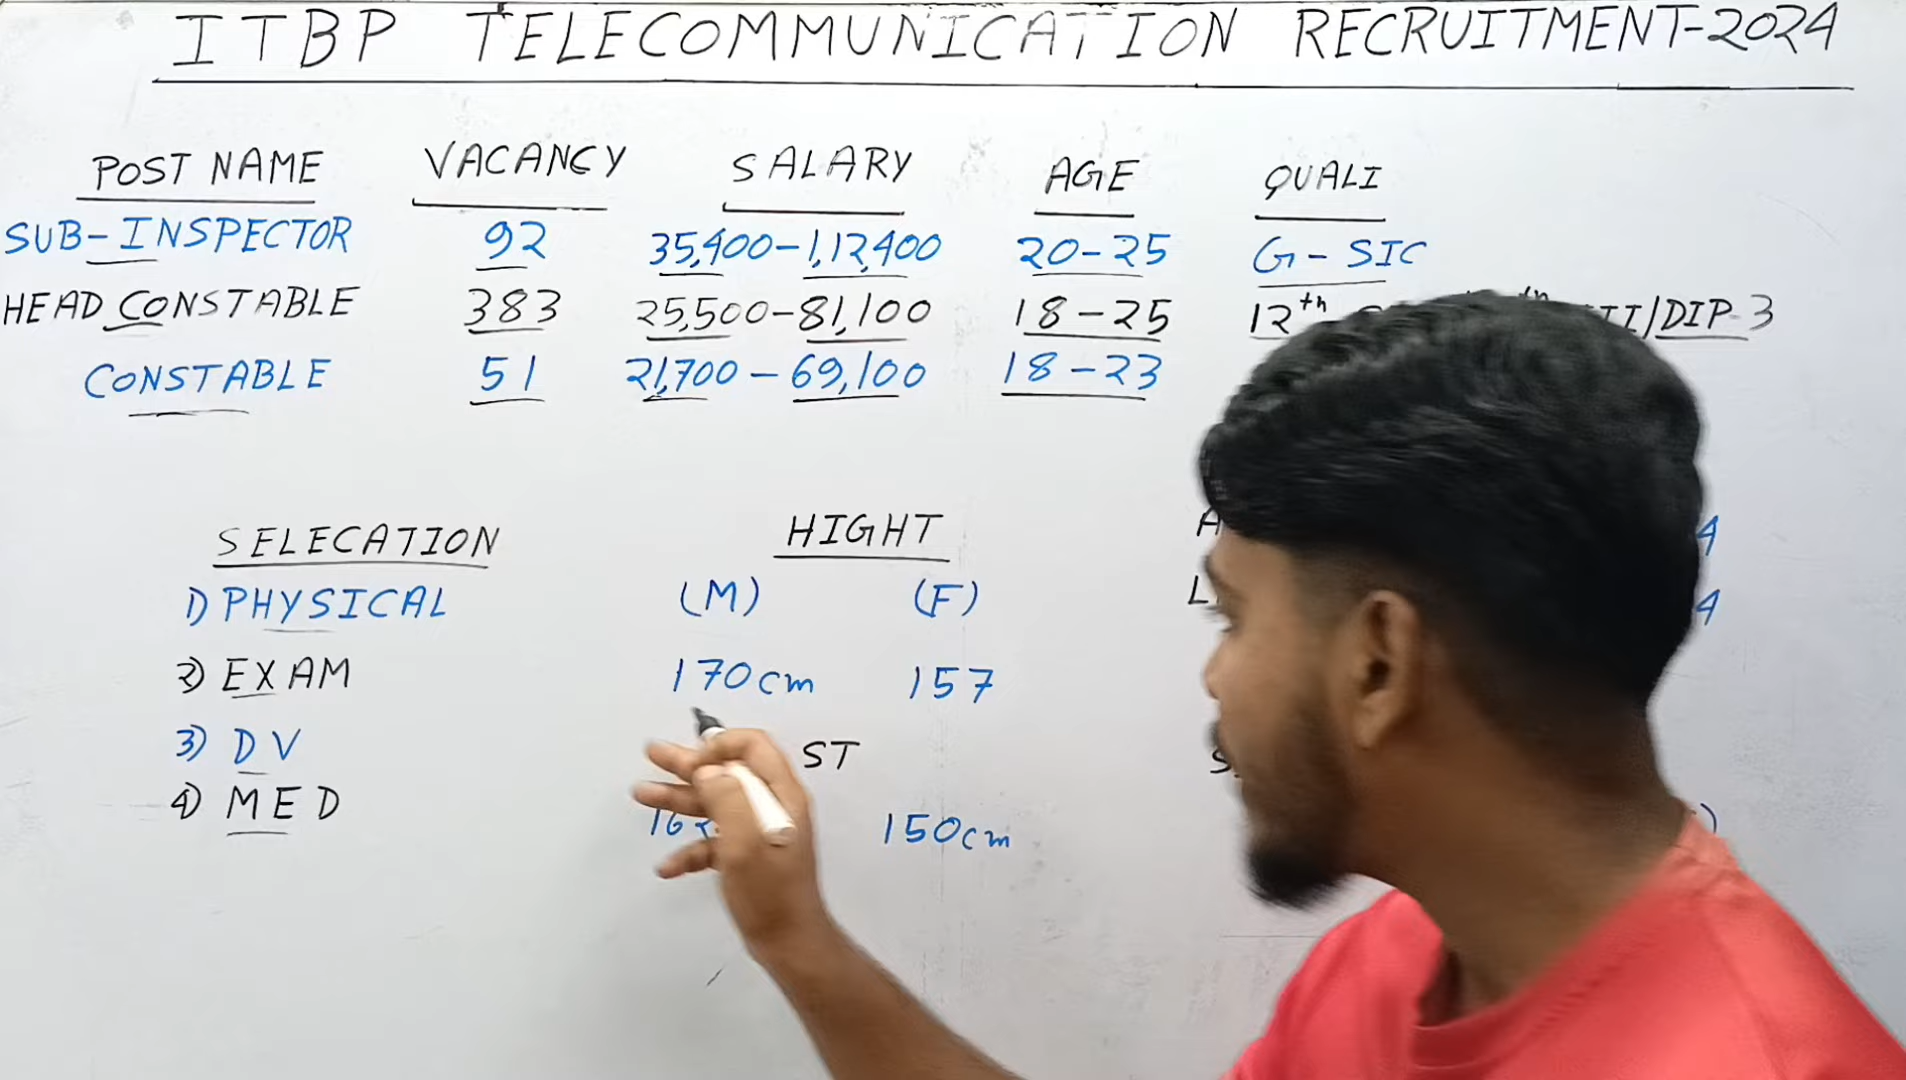 ITBP TELECOMMUNICATION RECRUITMENT-2024
POST NAME VACANCY SALARY AGE QUALI
SUB-INSPECTOR 92 35,400-1,12,400 20-25 G-SIC
HEAD CONSTABLE 383 25,500-81,100 18-25 12th /DIP-3
CONSTABLE 51 21,700-69,100 18-23
SELECATION HIGHT
1) PHYSICAL (M) (F)
2) EXAM 170cm 157
3) DV ST
4) MED 150cm